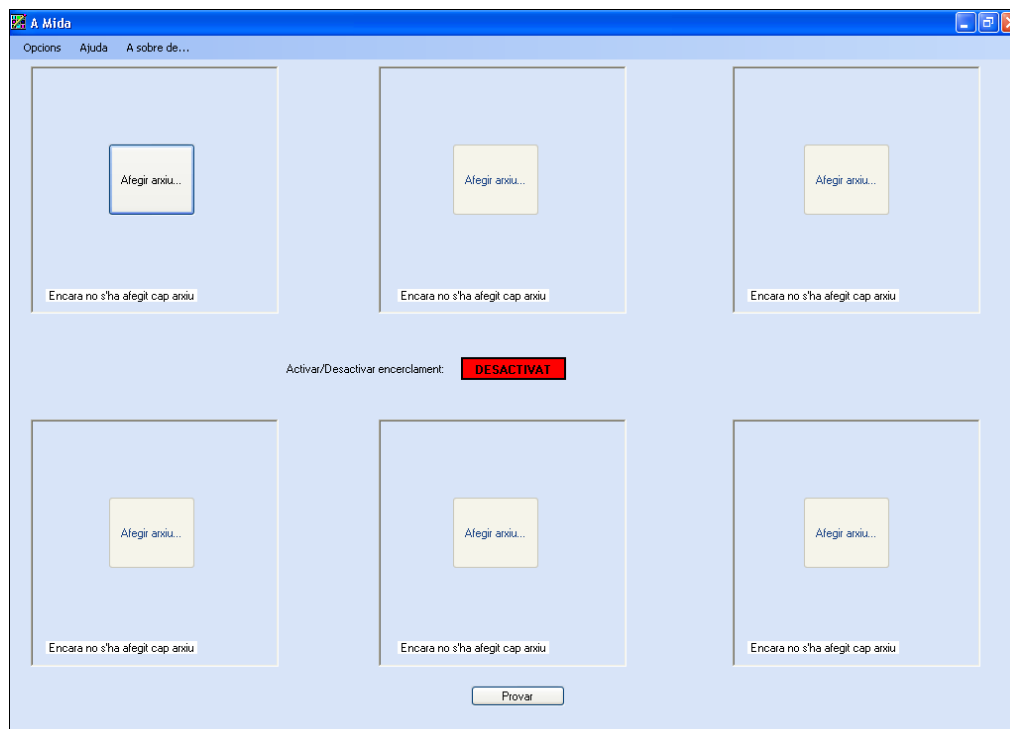 A Mida
Opcions Ajuda A sobre de...
Afegir arxiu... Afegir arxiu... Afegir arxiu...
Encara no s'ha afegit cap arxiu Encara no s'ha afegit cap arxiu Encara no s'ha afegit cap arxiu
Activar/Desactivar encerclament: DESACTIVAT
Afegir arxiu... Afegir arxiu... Afegir arxiu...
Encara no s'ha afegit cap arxiu Encara no s'ha afegit cap arxiu Encara no s'ha afegit cap arxiu
Provar